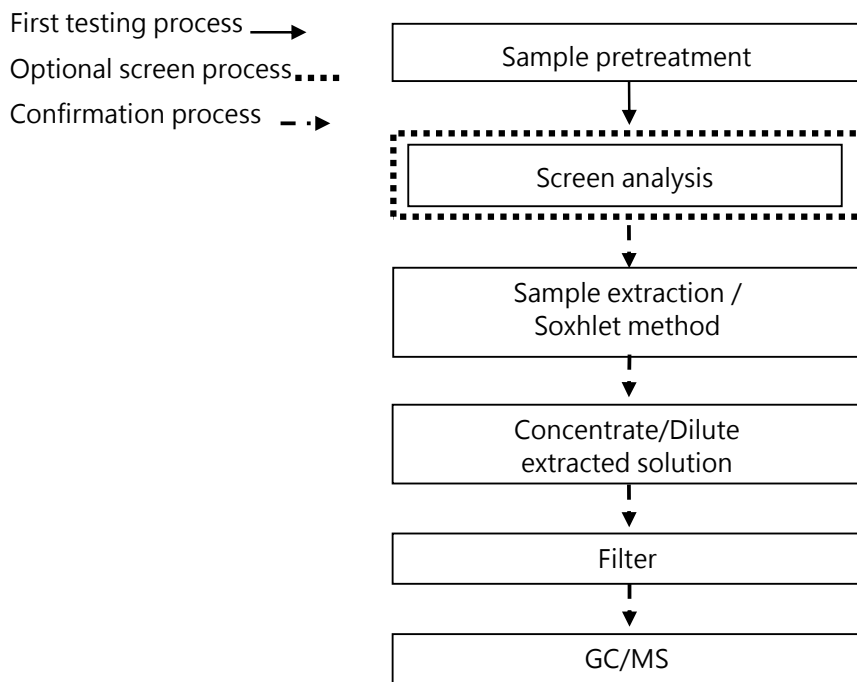 First testing process
Optional screen process
Confirmation process
Sample pretreatment
Screen analysis
Sample extraction /
Soxhlet method
Concentrate/Dilute
extracted solution
Filter
GC/MS